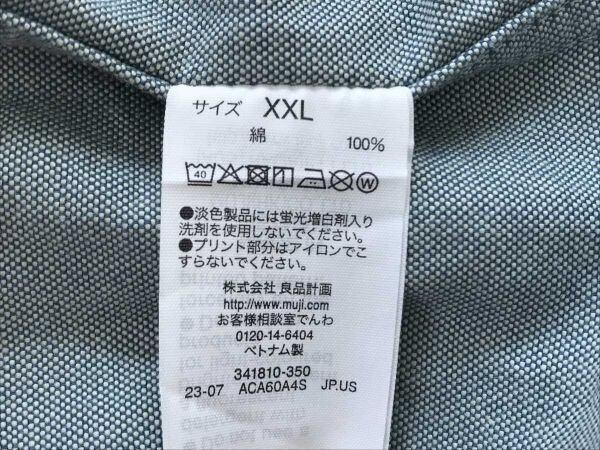 サイズ XXL
綿 100%
40
●淡色製品には蛍光増白剤入り
洗剤を使用しないでください。
●プリント部分はアイロンでこ
すらないでください。
株式会社 良品計画
http://www.muji.com
お客様相談室でんわ
0120-14-6404
ベトナム製
341810-350
23-07 ACA60A4S JP.US